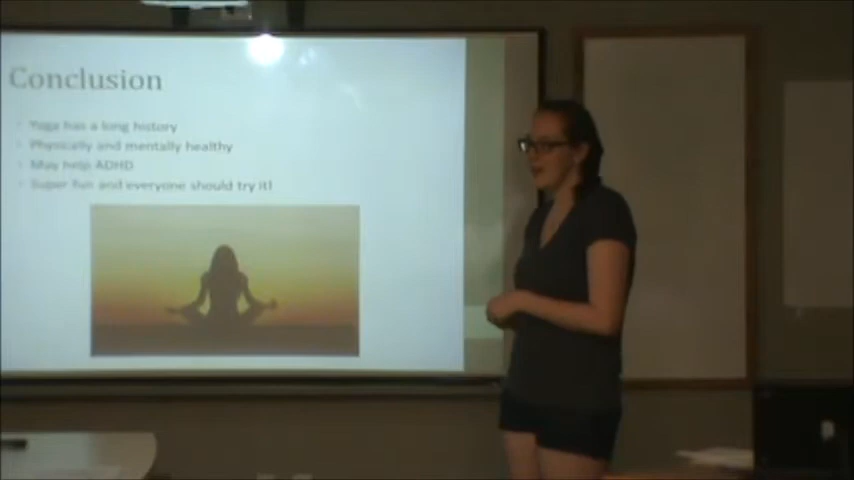 Conclusion
Yoga has a long history
Physically and mentally healthy
May help ADHD
Super fun and everyone should try it!